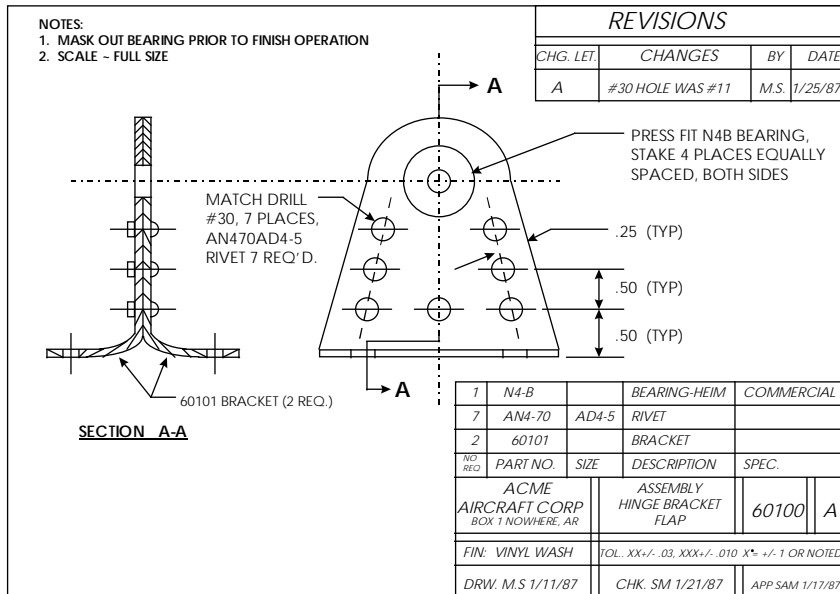 NOTES:
1. MASK OUT BEARING PRIOR TO FINISH OPERATION
2. SCALE ~ FULL SIZE
REVISIONS
CHG. LET. CHANGES BY DATE
A #30 HOLE WAS #11 M.S. 1/25/87
A
PRESS FIT N4B BEARING,
STAKE 4 PLACES EQUALLY
SPACED, BOTH SIDES
MATCH DRILL
#30, 7 PLACES,
AN470AD4-5
RIVET 7 REQ'D.
.25 (TYP)
.50 (TYP)
.50 (TYP)
A
60101 BRACKET (2 REQ.)
SECTION A-A
1 N4-B BEARING-HEIM COMMERCIAL
7 AN4-70 AD4-5 RIVET
2 60101 BRACKET
NO REQ PART NO. SIZE DESCRIPTION SPEC.
ACME
AIRCRAFT CORP
BOX 1 NOWHERE, AR
ASSEMBLY
HINGE BRACKET
FLAP
60100 A
FIN: VINYL WASH TOL.. XX+/- .03, XXX+/- .010 X°= +/- 1 OR NOTED
DRW. M.S 1/11/87 CHK. SM 1/21/87 APP SAM 1/17/87